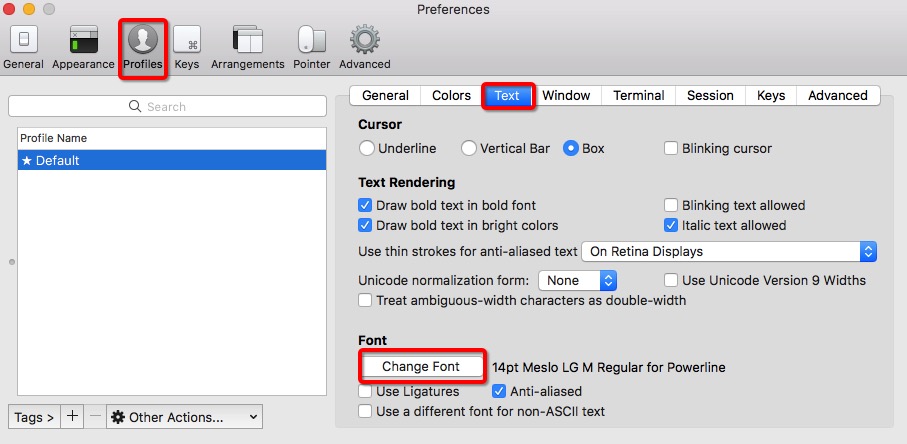 Preferences
General Appearance Profiles Keys Arrangements Pointer Advanced
Search
Profile Name
★ Default
Tags > + − Other Actions...
General Colors Text Window Terminal Session Keys Advanced
Cursor
Underline Vertical Bar Box Blinking cursor
Text Rendering
Draw bold text in bold font Blinking text allowed
Draw bold text in bright colors Italic text allowed
Use thin strokes for anti-aliased text On Retina Displays
Unicode normalization form: None Use Unicode Version 9 Widths
Treat ambiguous-width characters as double-width
Font
Change Font 14pt Meslo LG M Regular for Powerline
Use Ligatures Anti-aliased
Use a different font for non-ASCII text